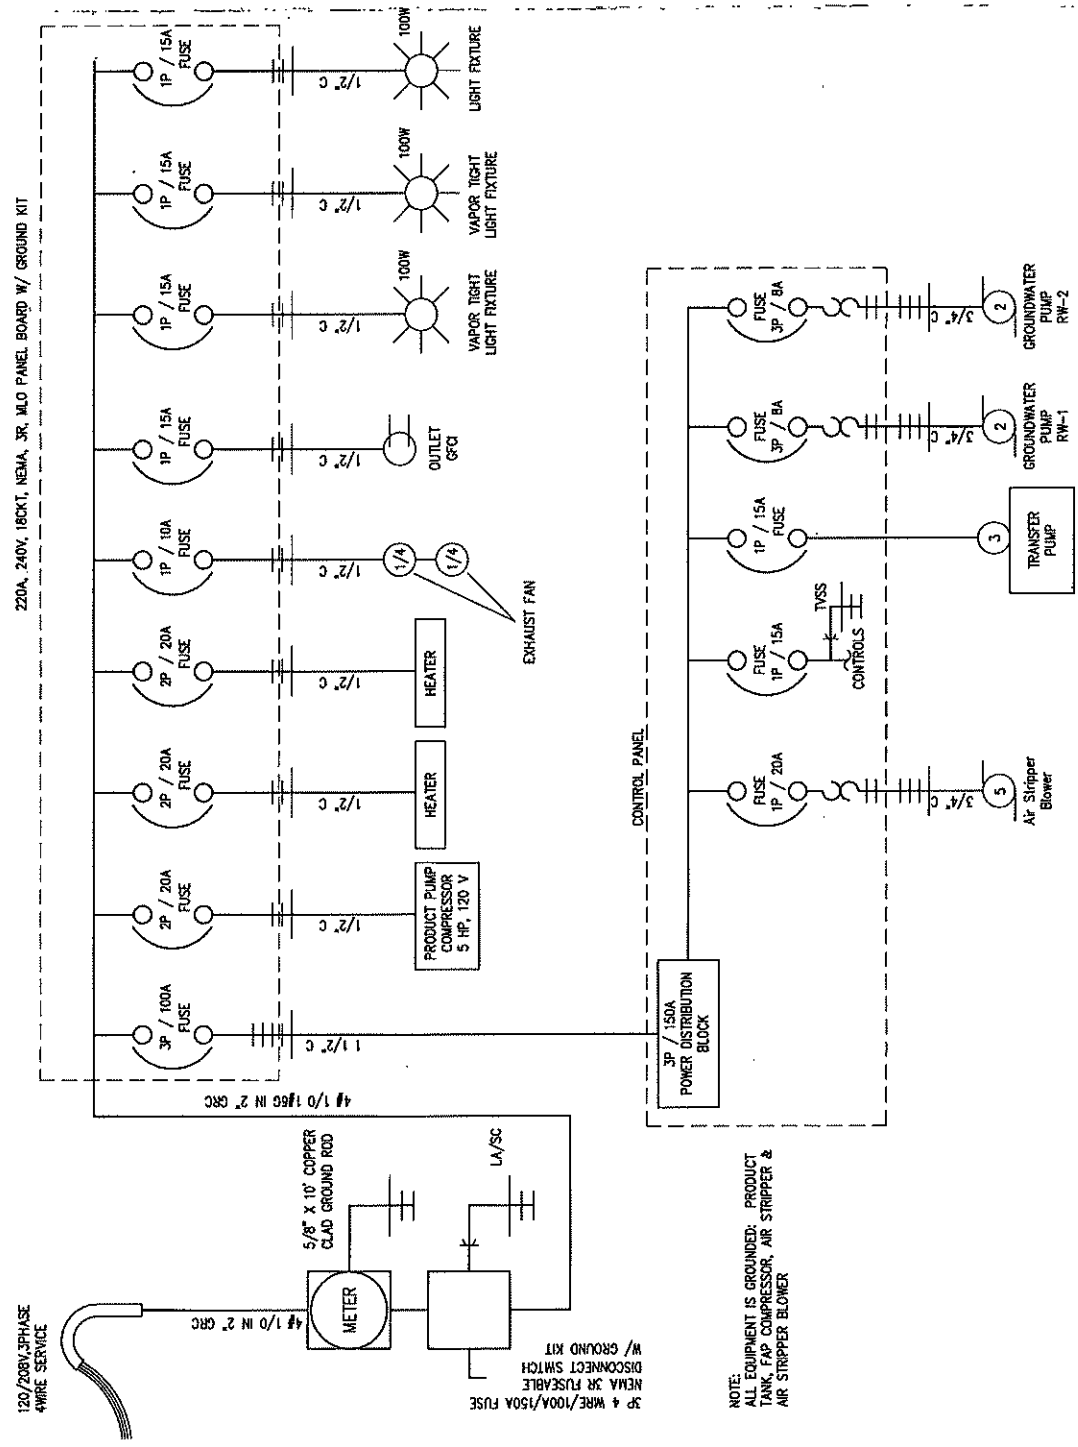 120/208V,3PHASE
4WIRE SERVICE
4# 1/0 IN 2" GRC
METER
5/8" X 10' COPPER
CLAD GROUND ROD
LA/SC
3P 4 WIRE/100A/150A FUSE
NEMA 3R FUSEABLE
DISCONNECT SWITCH
W/ GROUND KIT
4# 1/0 1#6G IN 2" GRC
220A, 240V, 18CKT, NEMA, 3R, MLO PANEL BOARD W/ GROUND KIT
3P / 100A
FUSE
1 1/2" C
2P / 20A
FUSE
1/2" C
PRODUCT PUMP
COMPRESSOR
5 HP, 120 V
2P / 20A
FUSE
1/2" C
HEATER
2P / 20A
FUSE
1/2" C
HEATER
1P / 10A
FUSE
1/2" C
1/4
1/4
EXHAUST FAN
1P / 15A
FUSE
1/2" C
OUTLET
GFCI
1P / 15A
FUSE
1/2" C
100W
VAPOR TIGHT
LIGHT FIXTURE
1P / 15A
FUSE
1/2" C
100W
VAPOR TIGHT
LIGHT FIXTURE
1P / 15A
FUSE
1/2" C
100W
LIGHT FIXTURE
CONTROL PANEL
3P / 150A
POWER DISTRIBUTION
BLOCK
FUSE
1P / 20A
3/4" C
5
Air Stripper
Blower
FUSE
1P / 15A
TVSS
CONTROLS
1P / 15A
FUSE
3
TRANSFER
PUMP
FUSE
3P / 8A
3/4" C
2
GROUNDWATER
PUMP
RW-1
FUSE
3P / 8A
3/4" C
2
GROUNDWATER
PUMP
RW-2
NOTE:
ALL EQUIPMENT IS GROUNDED: PRODUCT
TANK, FAP COMPRESSOR, AIR STRIPPER &
AIR STRIPPER BLOWER